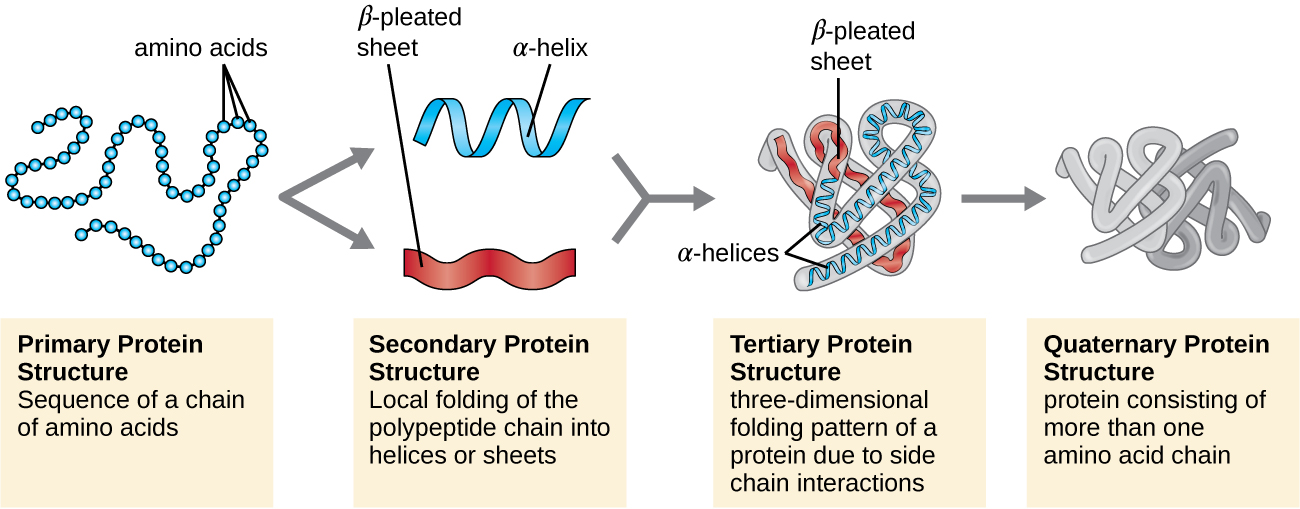 amino acids
β-pleated
sheet
α-helix
β-pleated
sheet
α-helices
Primary Protein
Structure
Sequence of a chain
of amino acids
Secondary Protein
Structure
Local folding of the
polypeptide chain into
helices or sheets
Tertiary Protein
Structure
three-dimensional
folding pattern of a
protein due to side
chain interactions
Quaternary Protein
Structure
protein consisting of
more than one
amino acid chain